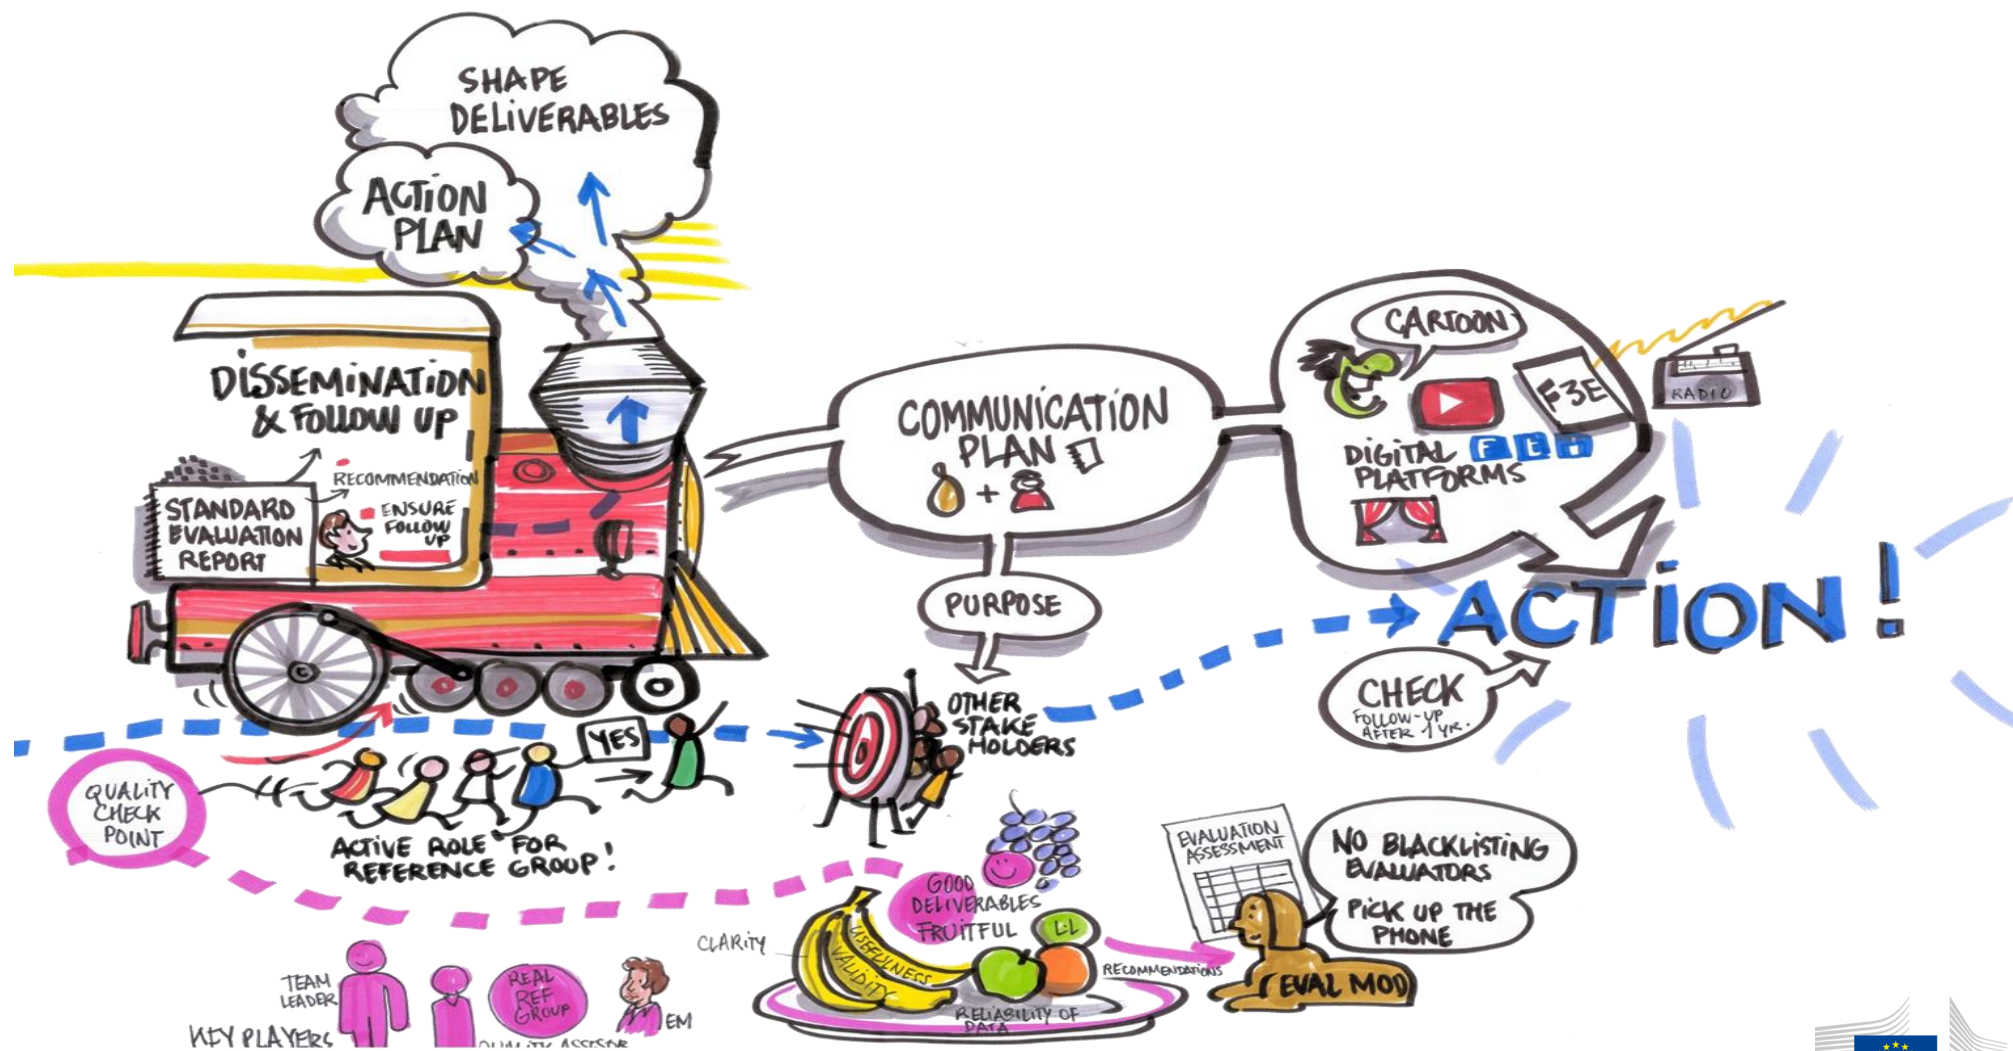 SHAPE
DELiVERABLES
ACTiON
PLAN
DiSSEMiNATiON
& FOLLOW UP
RECOMMENDATION
ENSURE
FOLLOW
UP
STANDARD
EVALUATION
REPORT
COMMUNiCATiON
PLAN
PURPOSE
CARTOON
F3E
RADIO
DiGiTAL
PLATFORMS
ACTiON!
CHECK
FOLLOW-UP
AFTER 1 YR.
OTHER
STAKE
HOLDERS
YES
QUALiTY
CHECK
POiNT
ACTiVE ROLE FOR
REFERENCE GROUP!
GOOD
DELIVERABLES
FRUiTFUL
CLARiTY
USEFULNESS
VALIDITY
L.L
RECOMMENDATIONS
RELIABILITY OF
DATA
EVALUATION
ASSESSMENT
NO BLACKLiSTiNG
EVALUATORS
PiCK UP THE
PHONE
EVAL MOD
TEAM
LEADER
REAL
REF
GROUP
EM
KEY PLAYERS
QUALITY ASSESOR